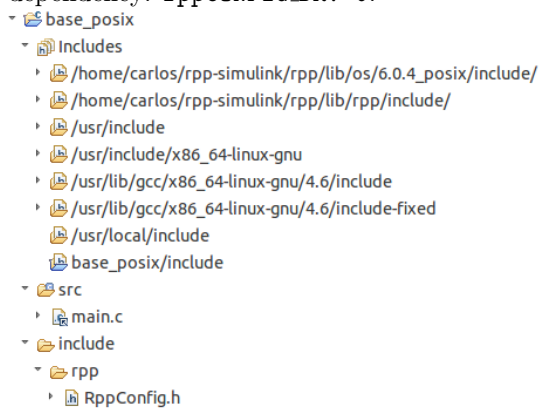 base_posix
Includes
/home/carlos/rpp-simulink/rpp/lib/os/6.0.4_posix/include/
/home/carlos/rpp-simulink/rpp/lib/rpp/include/
/usr/include
/usr/include/x86_64-linux-gnu
/usr/lib/gcc/x86_64-linux-gnu/4.6/include
/usr/lib/gcc/x86_64-linux-gnu/4.6/include-fixed
/usr/local/include
base_posix/include
src
main.c
include
rpp
RppConfig.h